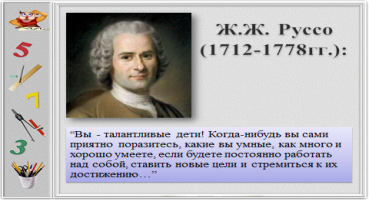 Ж.Ж. Руссо
(1712-1778гг.):
“Вы - талантливые дети! Когда-нибудь вы сами
приятно поразитесь, какие вы умные, как много и
хорошо умеете, если будете постоянно работать
над собой, ставить новые цели и стремиться к их
достижению…”
5
7
3